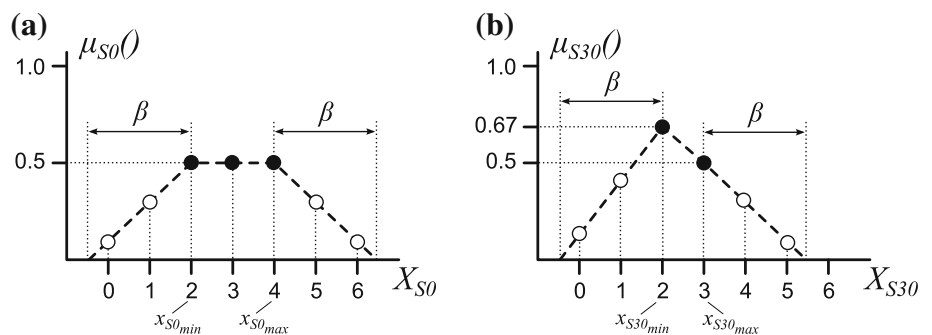 (a)
μS0()
1.0
0.5
β
β
0 1 2 3 4 5 6
XS0
xS0min
xS0max
(b)
μS30()
1.0
0.67
0.5
β
β
0 1 2 3 4 5 6
XS30
xS30min
xS30max